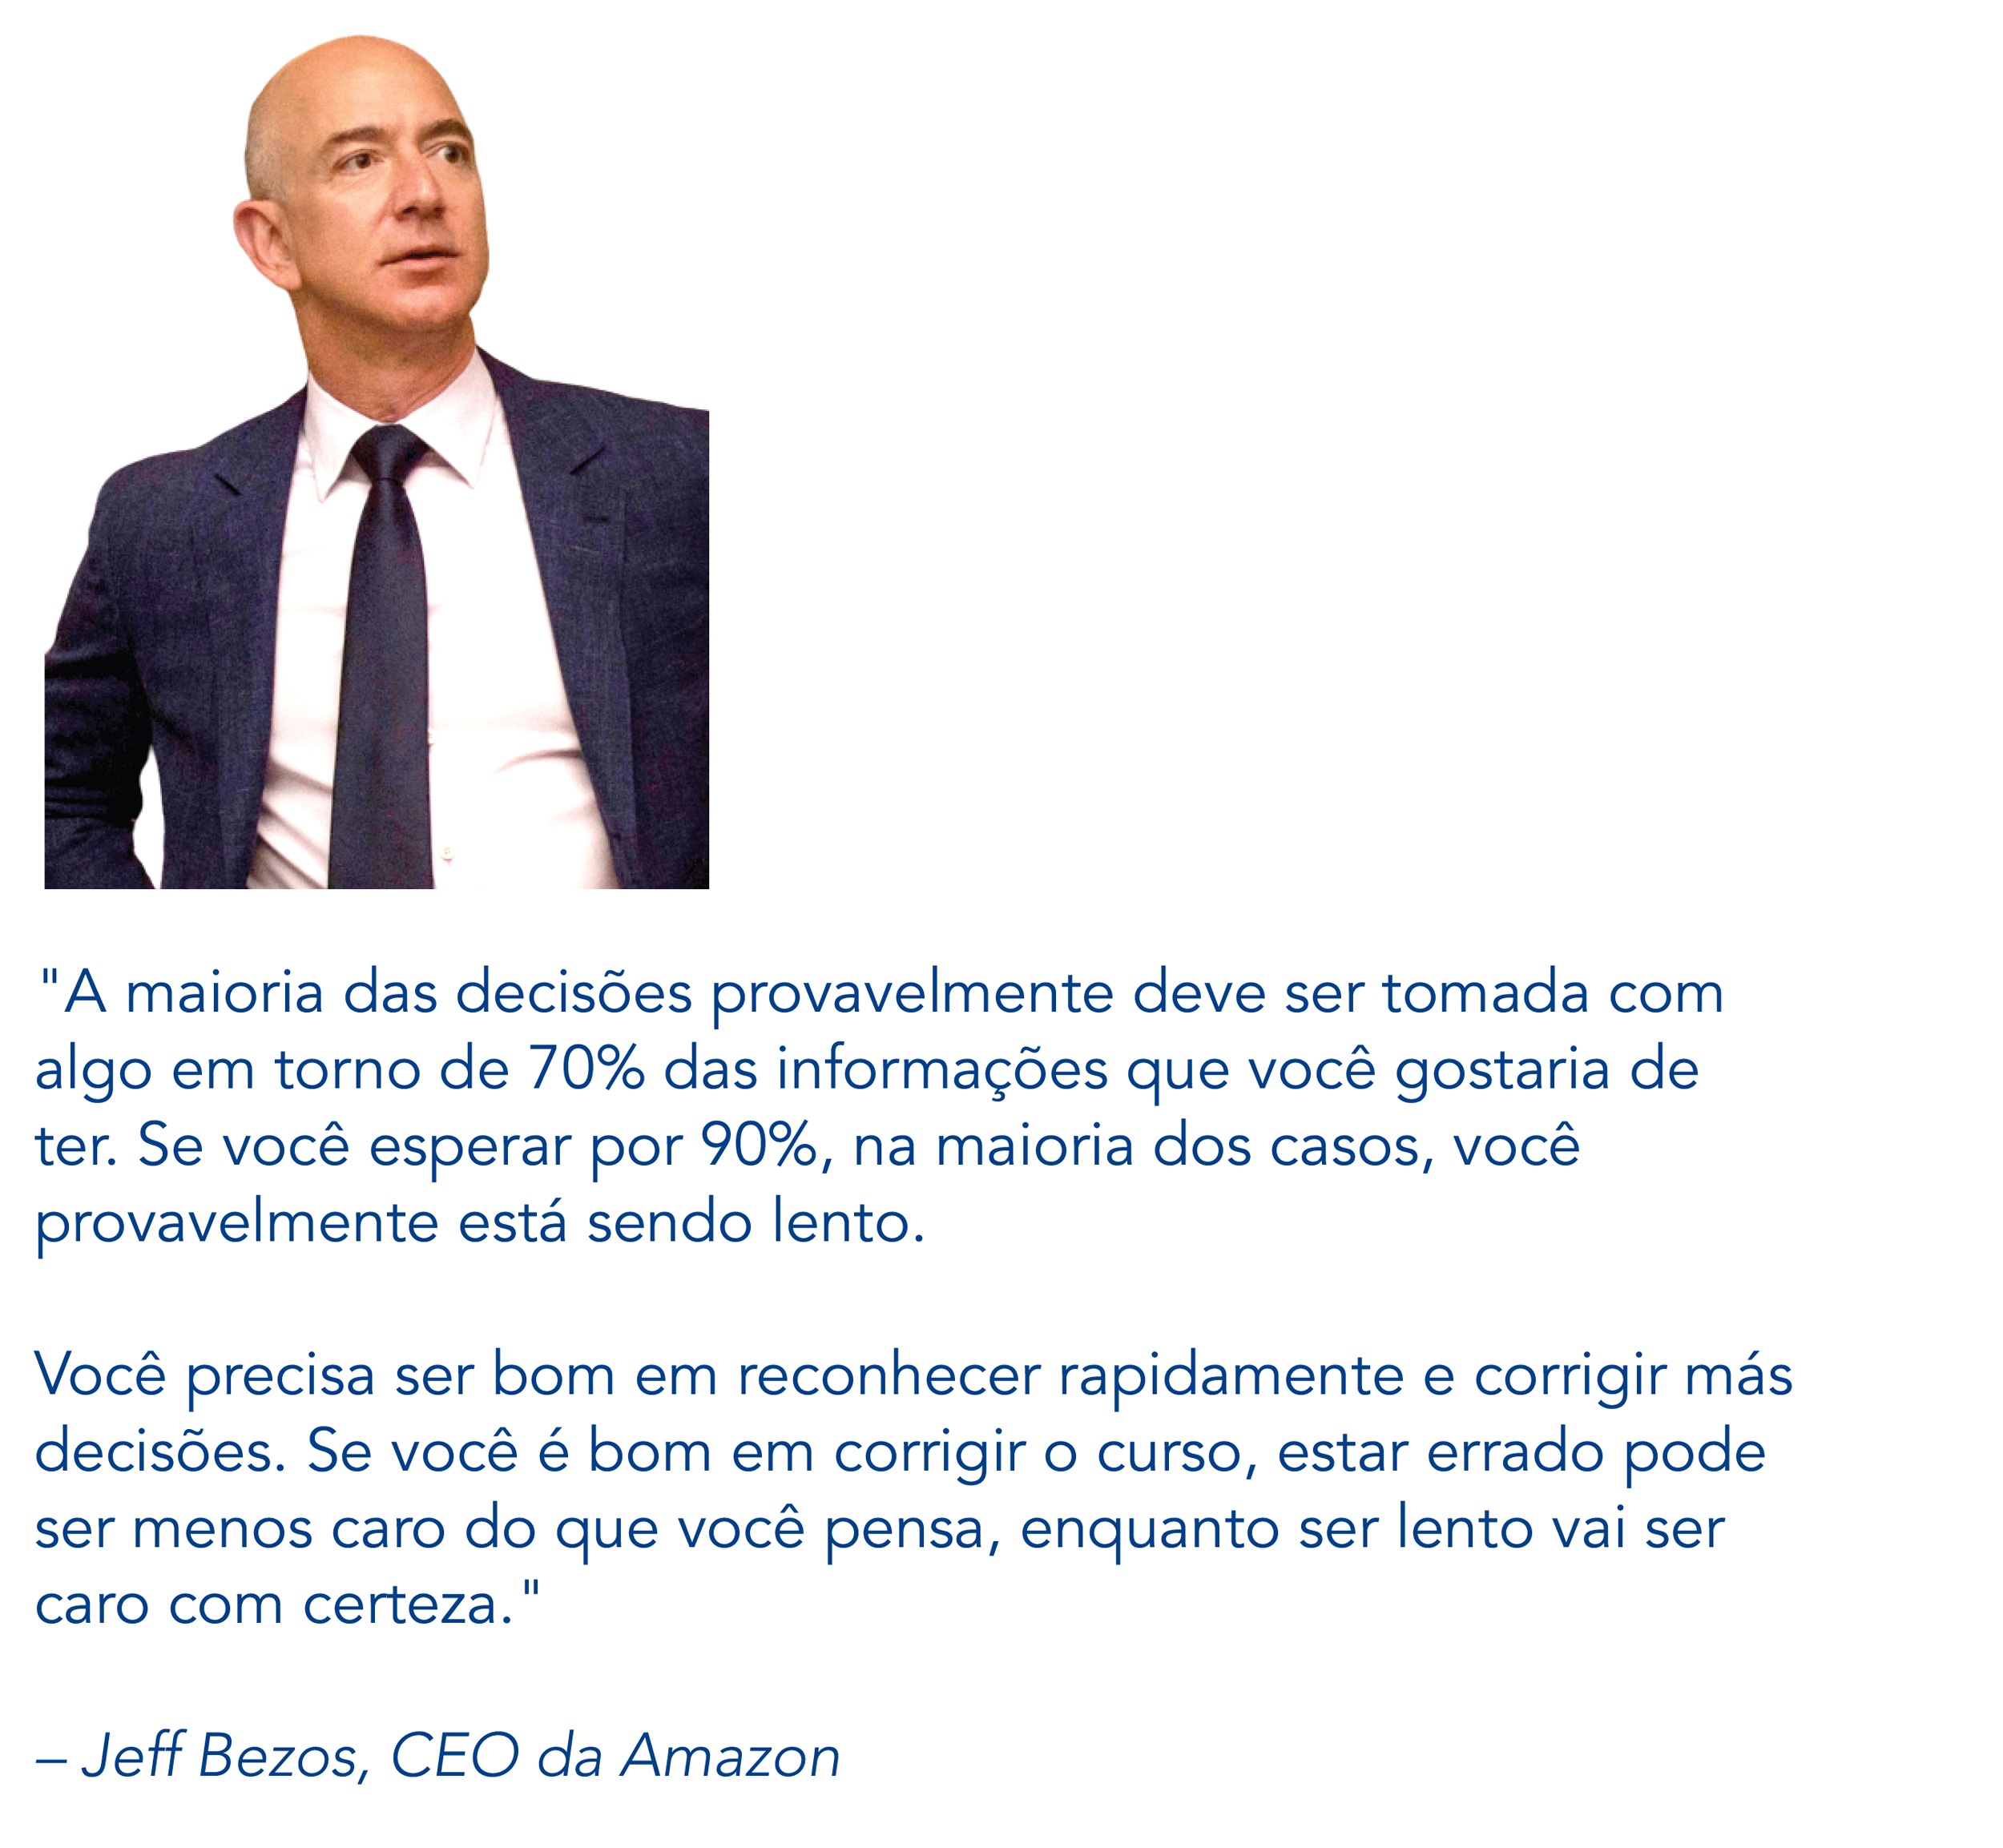 "A maioria das decisões provavelmente deve ser tomada com
algo em torno de 70% das informações que você gostaria de
ter. Se você esperar por 90%, na maioria dos casos, você
provavelmente está sendo lento.
Você precisa ser bom em reconhecer rapidamente e corrigir más
decisões. Se você é bom em corrigir o curso, estar errado pode
ser menos caro do que você pensa, enquanto ser lento vai ser
caro com certeza."
– Jeff Bezos, CEO da Amazon